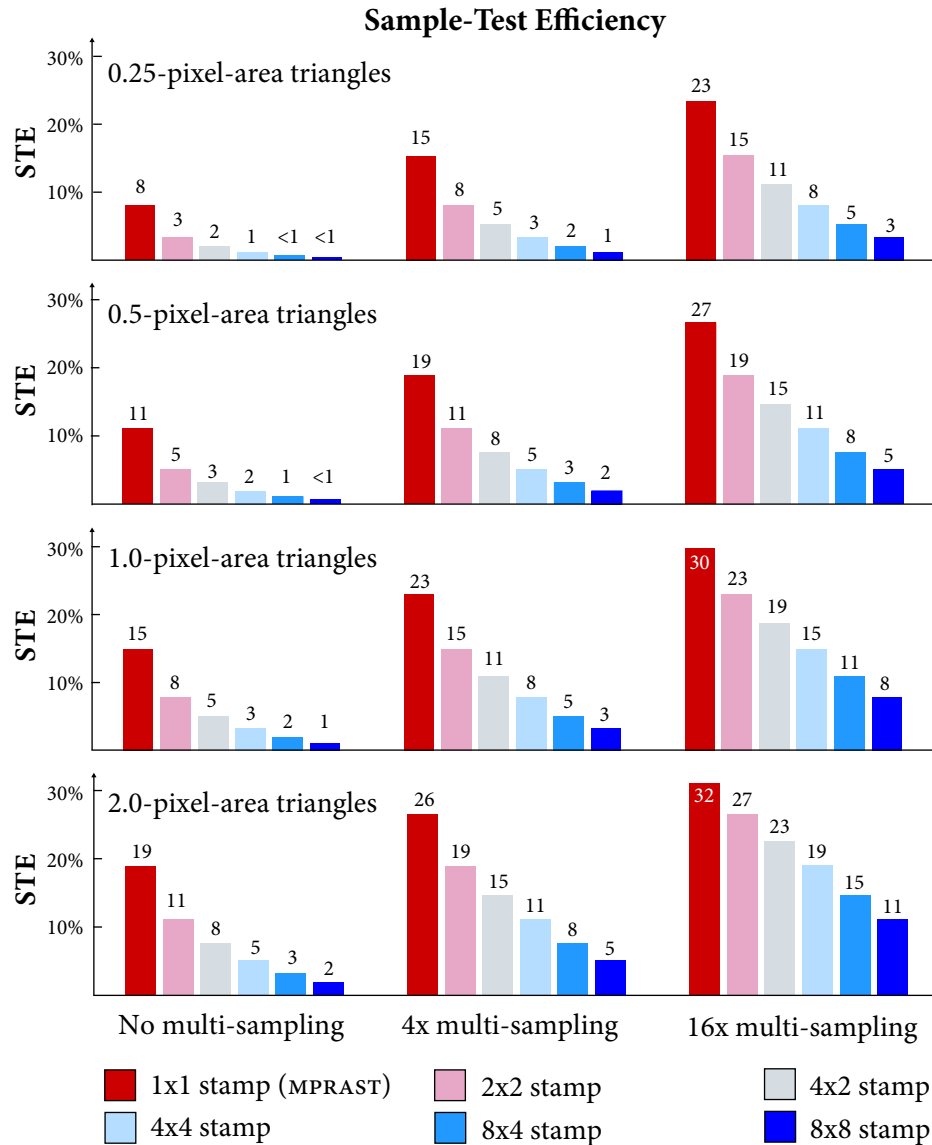 Sample-Test Efficiency
30%
0.25-pixel-area triangles
20%
10%
STE
8 3 2 1 <1 <1
15 8 5 3 2 1
23 15 11 8 5 3
30%
0.5-pixel-area triangles
20%
10%
STE
11 5 3 2 1 <1
19 11 8 5 3 2
27 19 15 11 8 5
30%
1.0-pixel-area triangles
20%
10%
STE
15 8 5 3 2 1
23 15 11 8 5 3
30 23 19 15 11 8
30%
2.0-pixel-area triangles
20%
10%
STE
19 11 8 5 3 2
26 19 15 11 8 5
32 27 23 19 15 11
No multi-sampling 4x multi-sampling 16x multi-sampling
1x1 stamp (MPRAST) 2x2 stamp 4x2 stamp
4x4 stamp 8x4 stamp 8x8 stamp